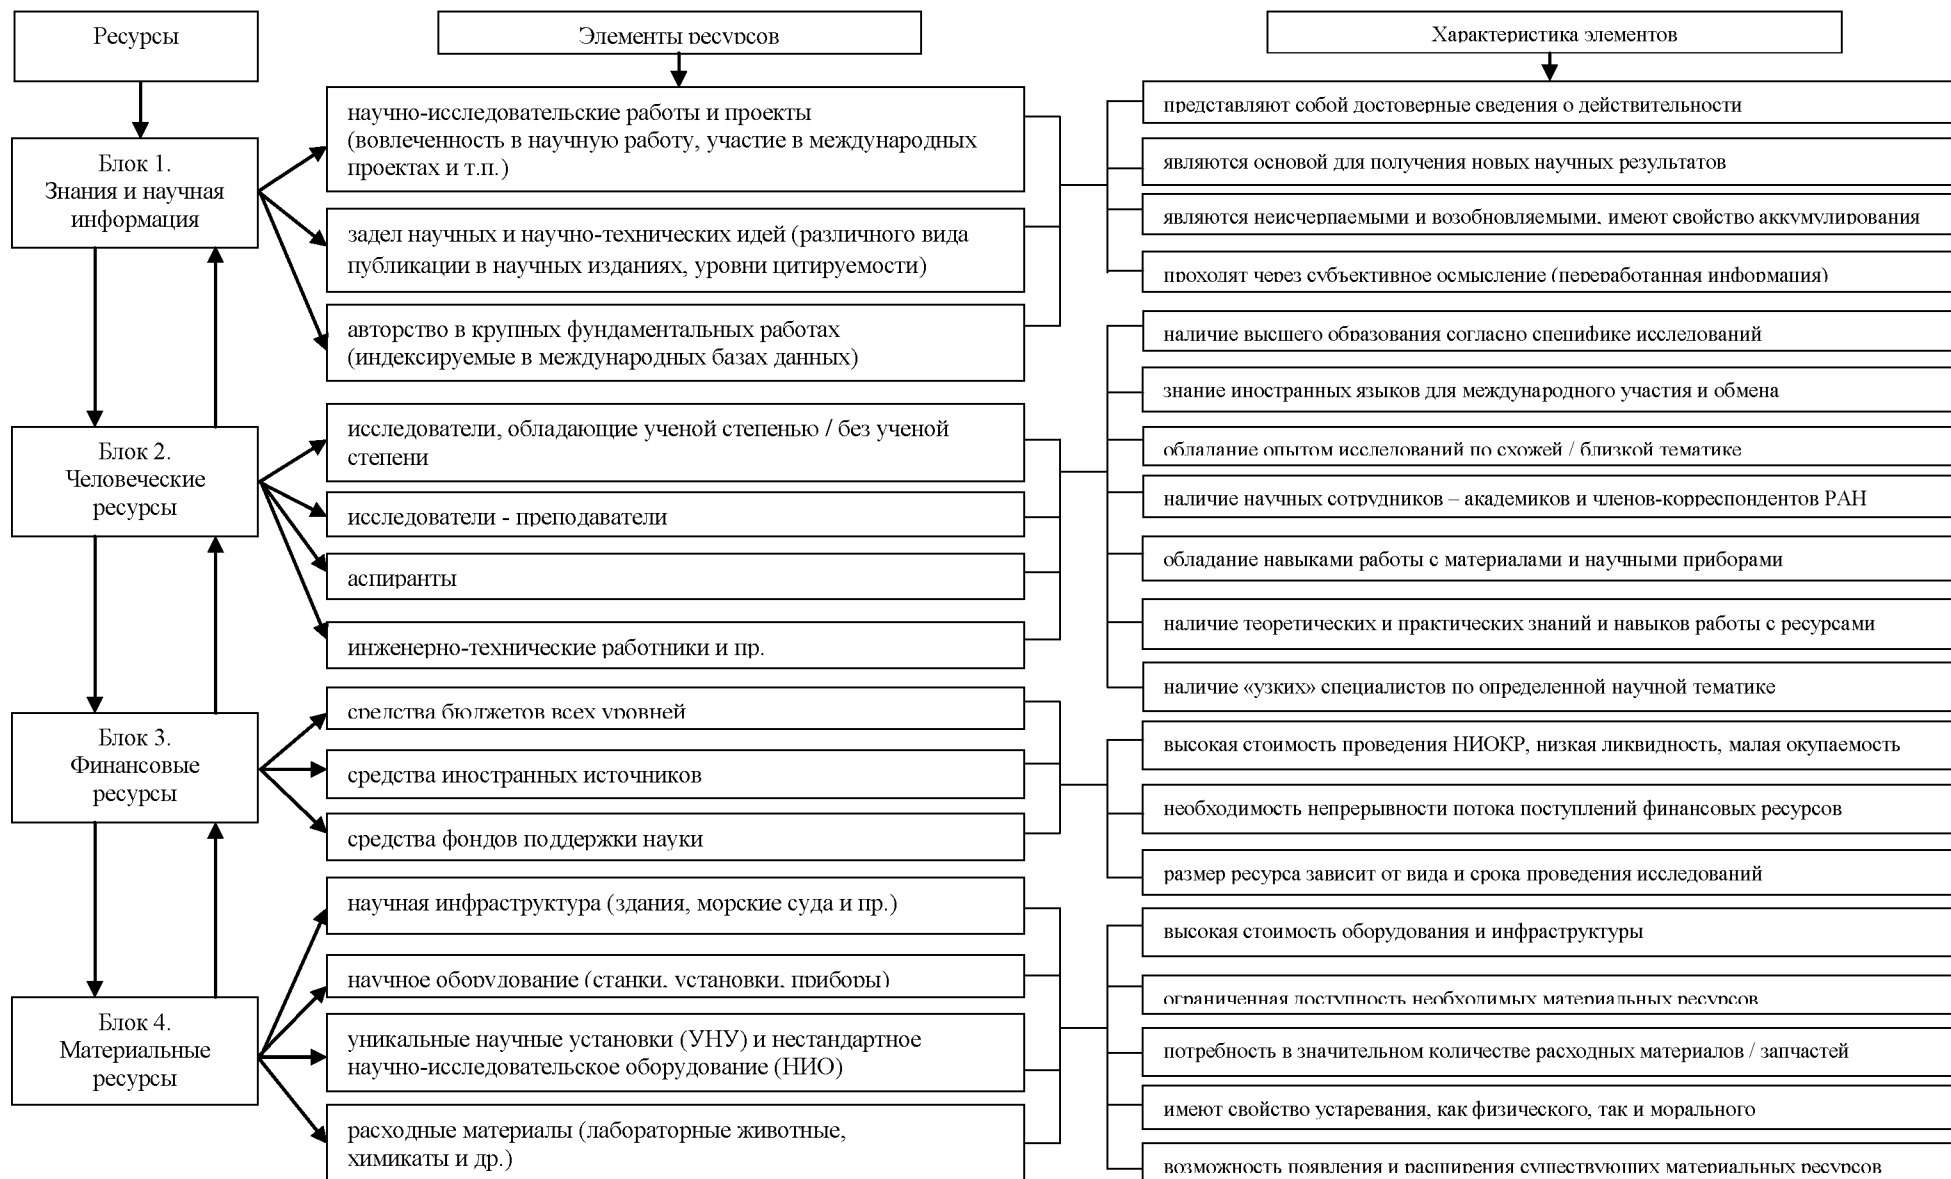 Ресурсы
Элементы ресурсов
Характеристика элементов
Блок 1.
Знания и научная
информация
научно-исследовательские работы и проекты
(вовлеченность в научную работу, участие в международных
проектах и т.п.)
задел научных и научно-технических идей (различного вида
публикации в научных изданиях, уровни цитируемости)
авторство в крупных фундаментальных работах
(индексируемые в международных базах данных)
представляют собой достоверные сведения о действительности
являются основой для получения новых научных результатов
являются неисчерпаемыми и возобновляемыми, имеют свойство аккумулирования
проходят через субъективное осмысление (переработанная информация)
Блок 2.
Человеческие
ресурсы
исследователи, обладающие ученой степенью / без ученой
степени
исследователи - преподаватели
аспиранты
инженерно-технические работники и пр.
наличие высшего образования согласно специфике исследований
знание иностранных языков для международного участия и обмена
обладание опытом исследований по схожей / близкой тематике
наличие научных сотрудников – академиков и членов-корреспондентов РАН
обладание навыками работы с материалами и научными приборами
наличие теоретических и практических знаний и навыков работы с ресурсами
наличие «узких» специалистов по определенной научной тематике
Блок 3.
Финансовые
ресурсы
средства бюджетов всех уровней
средства иностранных источников
средства фондов поддержки науки
высокая стоимость проведения НИОКР, низкая ликвидность, малая окупаемость
необходимость непрерывности потока поступлений финансовых ресурсов
размер ресурса зависит от вида и срока проведения исследований
Блок 4.
Материальные
ресурсы
научная инфраструктура (здания, морские суда и пр.)
научное оборудование (станки, установки, приборы)
уникальные научные установки (УНУ) и нестандартное
научно-исследовательское оборудование (НИО)
расходные материалы (лабораторные животные,
химикаты и др.)
высокая стоимость оборудования и инфраструктуры
ограниченная доступность необходимых материальных ресурсов
потребность в значительном количестве расходных материалов / запчастей
имеют свойство устаревания, как физического, так и морального
возможность появления и расширения существующих материальных ресурсов